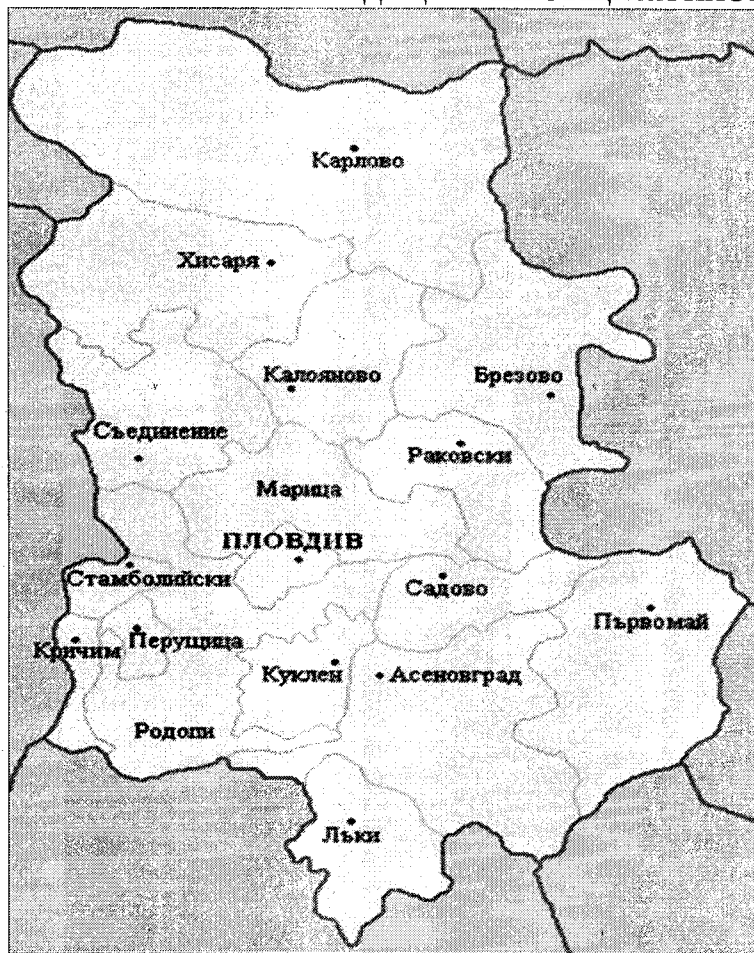 Карлово
Хисаря
Калояново
Брезово
Съединение
Раковски
Марица
ПЛОВДИВ
Стамболийски
Садово
Първомай
Кричим
Перущица
Куклен
Асеновград
Родопи
Лъки